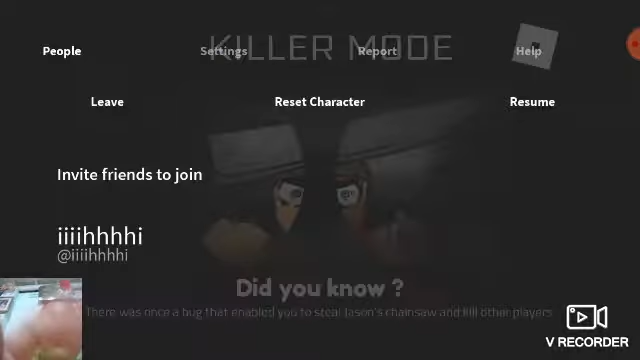 KILLER MODE
People Settings Report Help
Leave Reset Character Resume
Invite friends to join
iiiihhhhi
@iiiihhhhi
Did you know ?
There was once a bug that enabled you to steal Jason's chainsaw and kill other players
V RECORDER